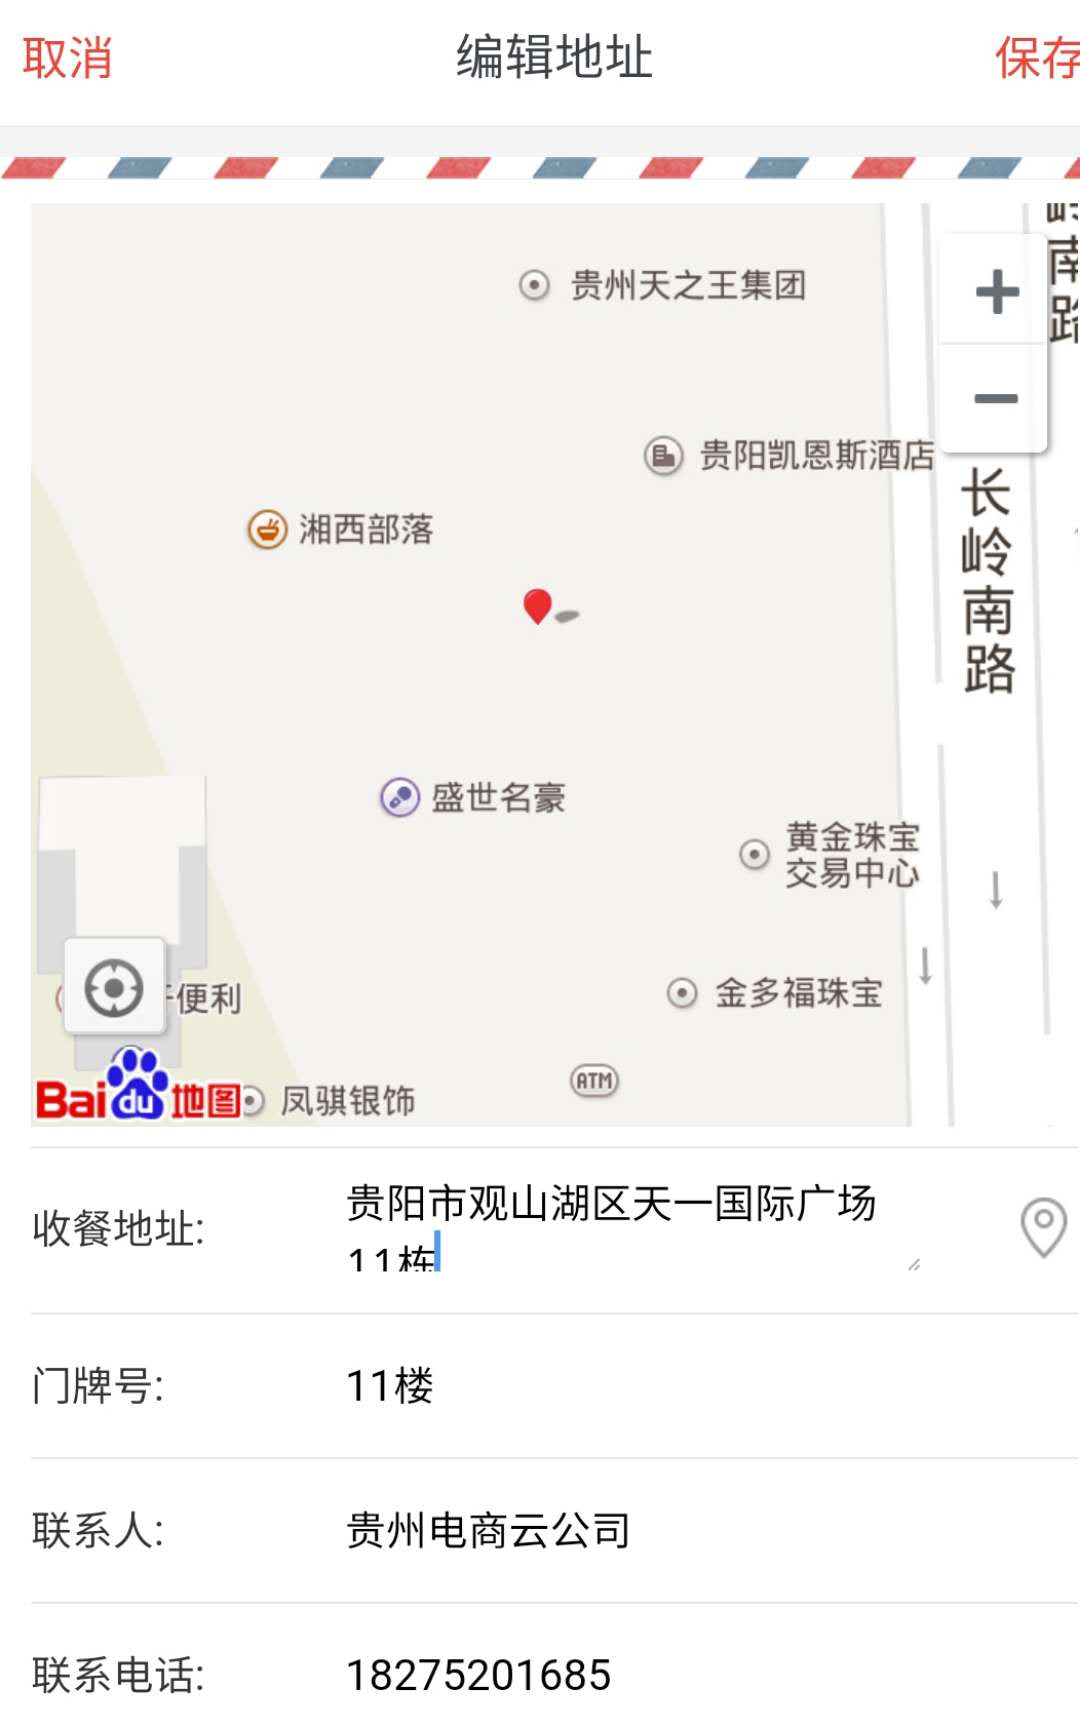 取消
编辑地址
保存
贵州天之王集团
岭南路
贵阳凯恩斯酒店
湘西部落
长岭南路
盛世名豪
黄金珠宝
交易中心
便利
金多福珠宝
ATM
Bai du 地图
凤骐银饰
收餐地址:
贵阳市观山湖区天一国际广场
11栋
门牌号:
11楼
联系人:
贵州电商云公司
联系电话:
18275201685